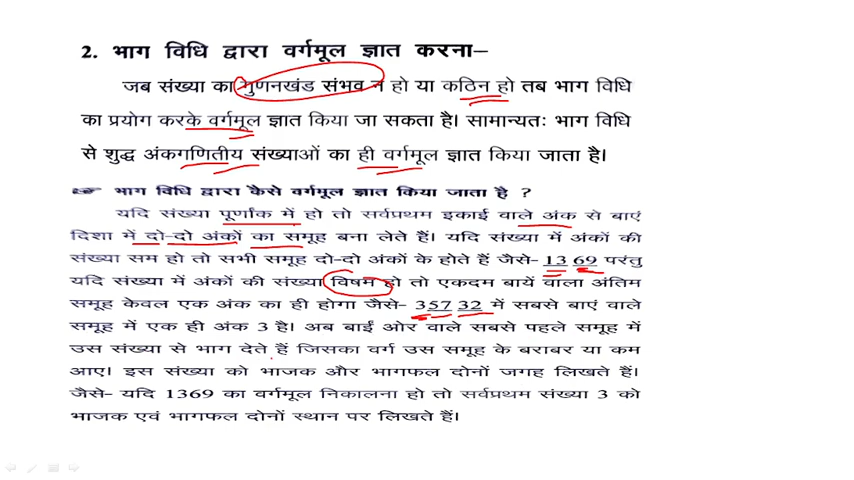 2. भाग विधि द्वारा वर्गमूल ज्ञात करना–
जब संख्या का गुणनखंड संभव न हो या कठिन हो तब भाग विधि
का प्रयोग करके वर्गमूल ज्ञात किया जा सकता है। सामान्यतः भाग विधि
से शुद्ध अंकगणितीय संख्याओं का ही वर्गमूल ज्ञात किया जाता है।
☞ भाग विधि द्वारा कैसे वर्गमूल ज्ञात किया जाता है ?
यदि संख्या पूर्णांक में हो तो सर्वप्रथम इकाई वाले अंक से बाएं
दिशा में दो-दो अंकों का समूह बना लेते हैं। यदि संख्या में अंकों की
संख्या सम हो तो सभी समूह दो-दो अंकों के होते हैं जैसे- 13 69 परंतु
यदि संख्या में अंकों की संख्या विषम हो तो एकदम बायें वाला अंतिम
समूह केवल एक अंक का ही होगा जैसे- 357 32 में सबसे बाएं वाले
समूह में एक ही अंक 3 है। अब बाईं ओर वाले सबसे पहले समूह में
उस संख्या से भाग देते हैं जिसका वर्ग उस समूह के बराबर या कम
आए। इस संख्या को भाजक और भागफल दोनों जगह लिखते हैं।
जैसे- यदि 1369 का वर्गमूल निकालना हो तो सर्वप्रथम संख्या 3 को
भाजक एवं भागफल दोनों स्थान पर लिखते हैं।